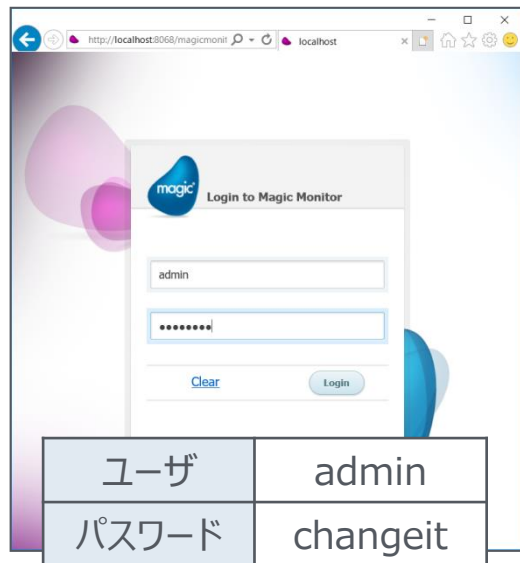 http://localhost:8068/magicmonit
localhost
magic
Login to Magic Monitor
admin
••••••••
Clear
Login
ユーザ admin
パスワード changeit